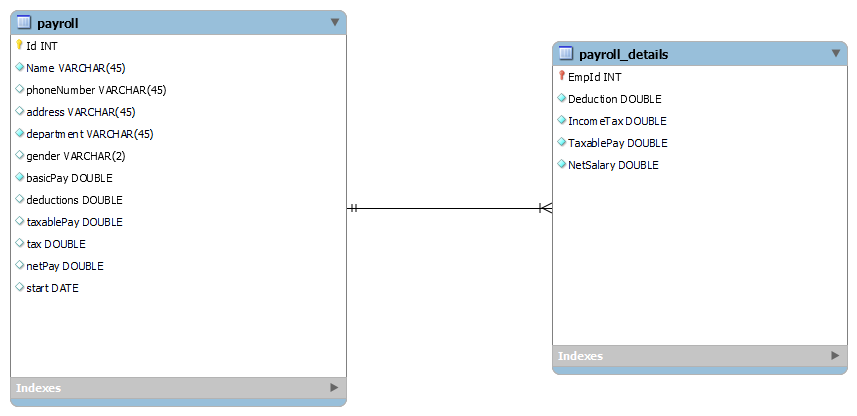 payroll
Id INT
Name VARCHAR(45)
phoneNumber VARCHAR(45)
address VARCHAR(45)
department VARCHAR(45)
gender VARCHAR(2)
basicPay DOUBLE
deductions DOUBLE
taxablePay DOUBLE
tax DOUBLE
netPay DOUBLE
start DATE
Indexes
payroll_details
EmpId INT
Deduction DOUBLE
IncomeTax DOUBLE
TaxablePay DOUBLE
NetSalary DOUBLE
Indexes